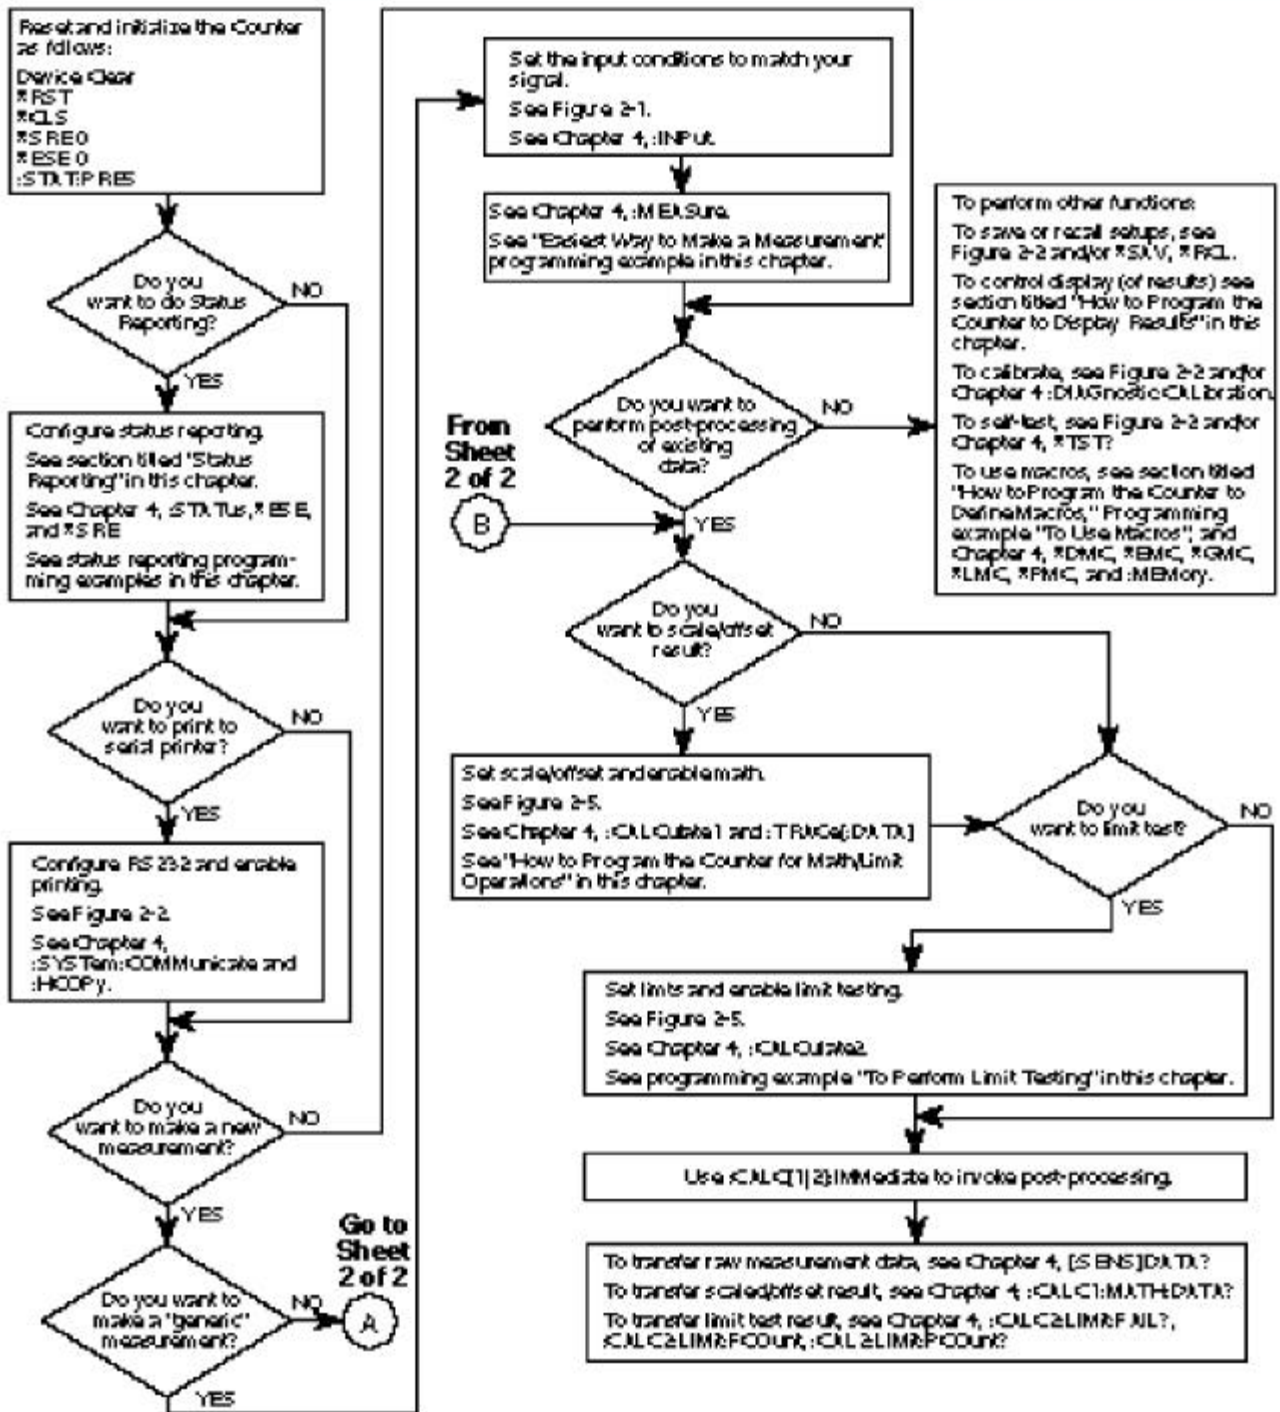 Reset and initialize the Counter
as follows:
Device Clear
*RST
*CLS
*SRE 0
*ESE 0
:STAT:PRES
Do you
want to do Status
Reporting?
NO
YES
Configure status reporting.
See section titled "Status
Reporting" in this chapter.
See Chapter 4, :STATus, *ESE,
and *SRE
See status reporting program-
ming examples in this chapter.
Do you
want to print to
serial printer?
NO
YES
Configure RS 232 and enable
printing.
See Figure 2-2.
See Chapter 4,
:SYSTem:COMMunicate and
:HCOPy.
Do you
want to make a new
measurement?
NO
YES
Do you want to
make a "generic"
measurement?
NO
YES
Go to
Sheet
2 of 2
A
Set the input conditions to match your
signal.
See Figure 2-1.
See Chapter 4, :INPut.
See Chapter 4, :MEASure.
See "Easiest Way to Make a Measurement"
programming example in this chapter.
Do you want to
perform post-processing
of existing
data?
NO
YES
From
Sheet
2 of 2
B
To perform other functions:
To save or recall setups, see
Figure 2-2 and/or *SAV, *RCL.
To control display (of results) see
section titled "How to Program the
Counter to Display Results" in this
chapter.
To calibrate, see Figure 2-2 and/or
Chapter 4 :DIAGnostic:CALibration.
To self-test, see Figure 2-2 and/or
Chapter 4, *TST?
To use macros, see section titled
"How to Program the Counter to
Define Macros," Programming
example "To Use Macros", and
Chapter 4, *DMC, *EMC, *GMC,
*LMC, *PMC, and :MEMory.
Do you
want to scale/offset
result?
NO
YES
Set scale/offset and enable math.
See Figure 2-5.
See Chapter 4, :CALCulate1 and :TRACe[:DATA]
See "How to Program the Counter for Math/Limit
Operations" in this chapter.
Do you
want to limit test?
NO
YES
Set limts and enable limit testing.
See Figure 2-5.
See Chapter 4, :CALCulate2.
See programming example "To Perform Limit Testing" in this chapter.
Use :CALC[1|2]:IMMediate to invoke post-processing.
To transfer raw measurement data, see Chapter 4, [SENS]DATA?
To transfer scaled/offset result, see Chapter 4, :CALC1:MATH:DATA?
To transfer limit test result, see Chapter 4, :CALC2:LIMit:FAIL?,
:CALC2:LIMit:FCOunt, :CAL2:LIMit:PCOunt?